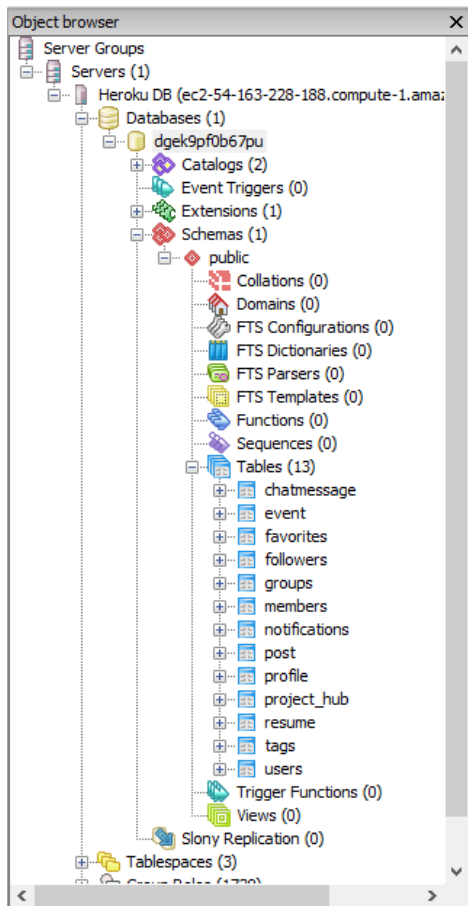 Object browser
Server Groups
Servers (1)
Heroku DB (ec2-54-163-228-188.compute-1.amaz
Databases (1)
dgek9pf0b67pu
Catalogs (2)
Event Triggers (0)
Extensions (1)
Schemas (1)
public
Collations (0)
Domains (0)
FTS Configurations (0)
FTS Dictionaries (0)
FTS Parsers (0)
FTS Templates (0)
Functions (0)
Sequences (0)
Tables (13)
chatmessage
event
favorites
followers
groups
members
notifications
post
profile
project_hub
resume
tags
users
Trigger Functions (0)
Views (0)
Slony Replication (0)
Tablespaces (3)